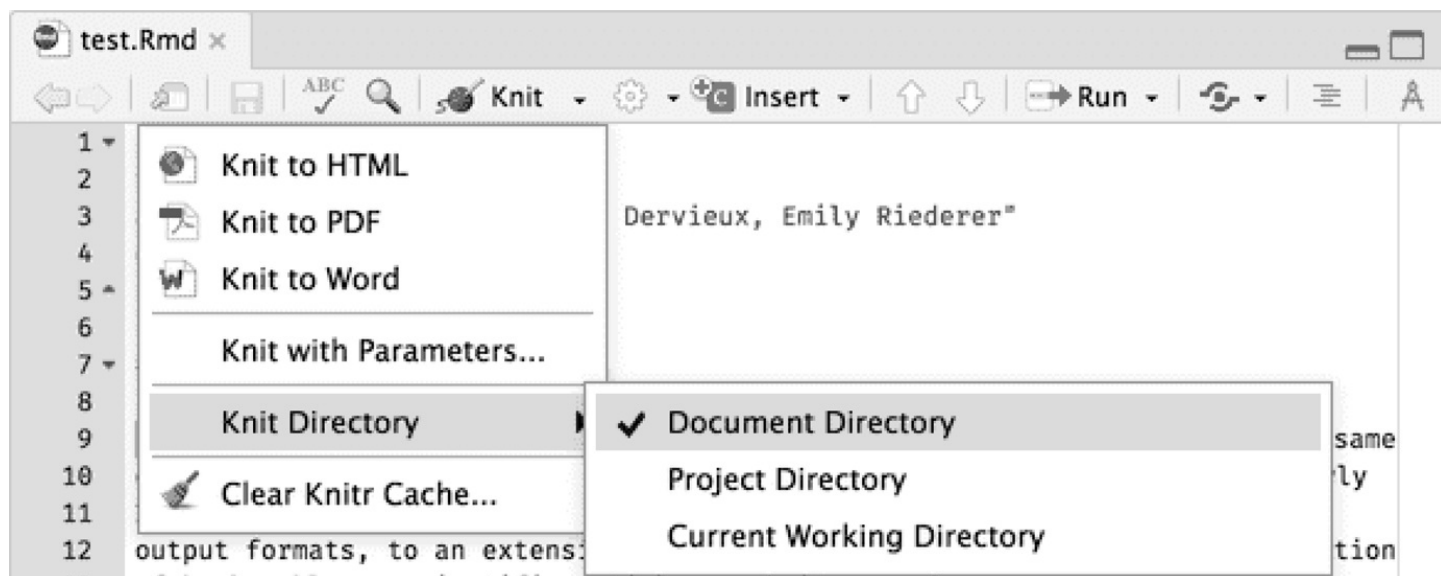 test.Rmd
ABC Knit Insert Run
1
Knit to HTML
2
3 Knit to PDF Dervieux, Emily Riederer"
4
Knit to Word
5
6
Knit with Parameters...
7
8
Knit Directory Document Directory
9 same
10 Project Directory ly
Clear Knitr Cache...
11
Current Working Directory
12 output formats, to an extens tion